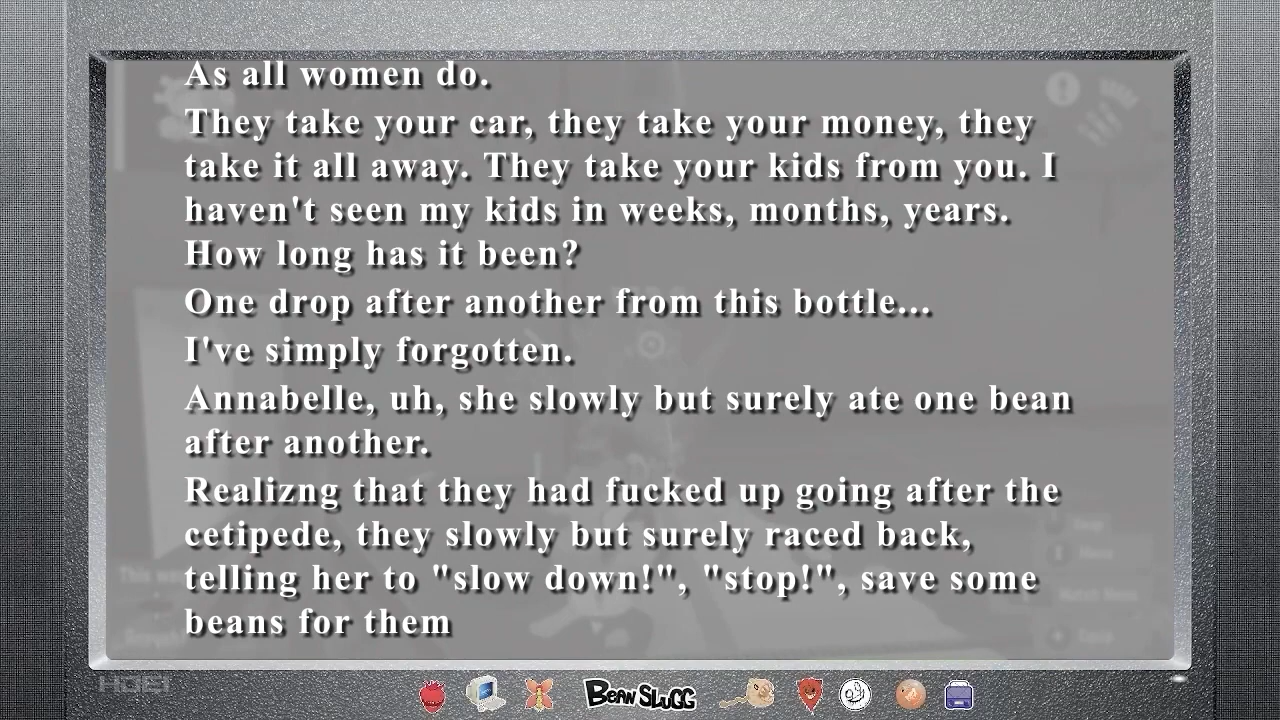 As all women do.
They take your car, they take your money, they
take it all away. They take your kids from you. I
haven't seen my kids in weeks, months, years.
How long has it been?
One drop after another from this bottle...
I've simply forgotten.
Annabelle, uh, she slowly but surely ate one bean
after another.
Realizng that they had fucked up going after the
cetipede, they slowly but surely raced back,
telling her to "slow down!", "stop!", save some
beans for them
BEAN SLUGG